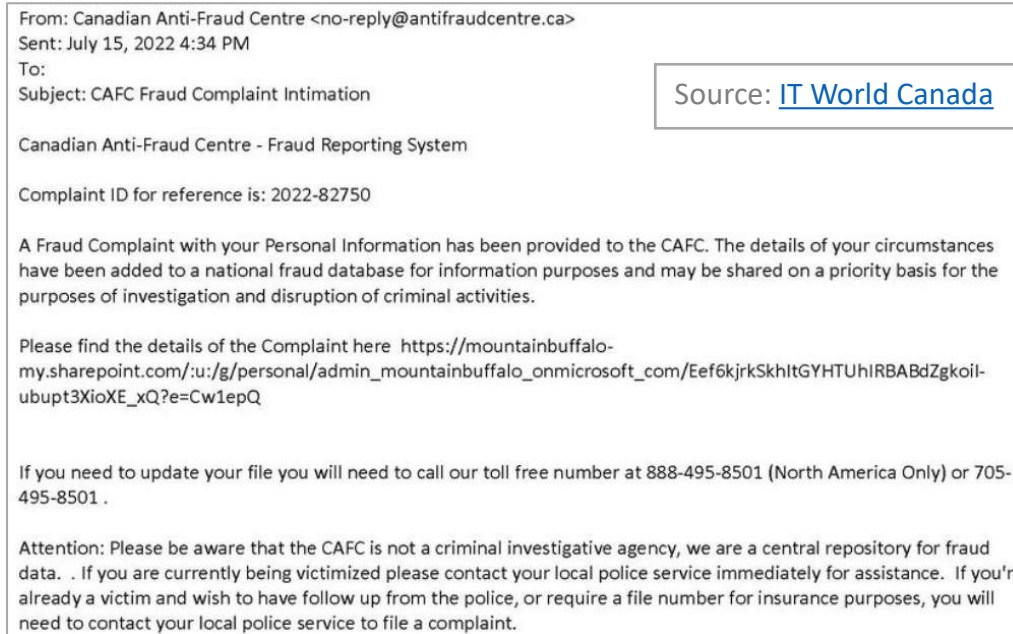 From: Canadian Anti-Fraud Centre <no-reply@antifraudcentre.ca>
Sent: July 15, 2022 4:34 PM
To:
Subject: CAFC Fraud Complaint Intimation
Source: IT World Canada
Canadian Anti-Fraud Centre - Fraud Reporting System
Complaint ID for reference is: 2022-82750
A Fraud Complaint with your Personal Information has been provided to the CAFC. The details of your circumstances
have been added to a national fraud database for information purposes and may be shared on a priority basis for the
purposes of investigation and disruption of criminal activities.
Please find the details of the Complaint here https://mountainbuffalo-
my.sharepoint.com/:u:/g/personal/admin_mountainbuffalo_onmicrosoft_com/Eef6kjrkSkhItGYHTUhIRBABdZgkoiI-
ubupt3XioXE_xQ?e=Cw1epQ
If you need to update your file you will need to call our toll free number at 888-495-8501 (North America Only) or 705-
495-8501 .
Attention: Please be aware that the CAFC is not a criminal investigative agency, we are a central repository for fraud
data. . If you are currently being victimized please contact your local police service immediately for assistance. If you'r
already a victim and wish to have follow up from the police, or require a file number for insurance purposes, you will
need to contact your local police service to file a complaint.